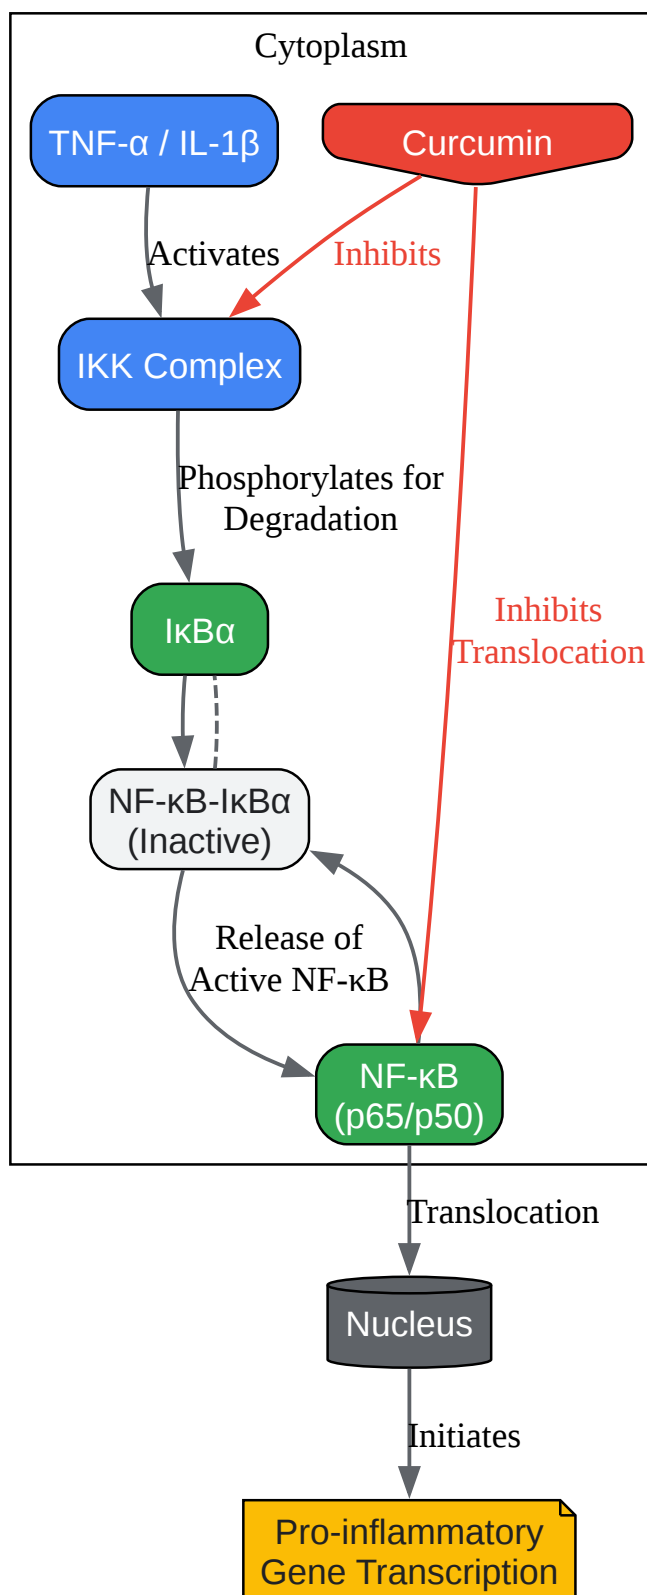 Cytoplasm
TNF-α / IL-1β
Curcumin
Activates
Inhibits
IKK Complex
Phosphorylates for
Degradation
IκBα
Inhibits
Translocation
NF-κB-IκBα
(Inactive)
Release of
Active NF-κB
NF-κB
(p65/p50)
Translocation
Nucleus
Initiates
Pro-inflammatory
Gene Transcription